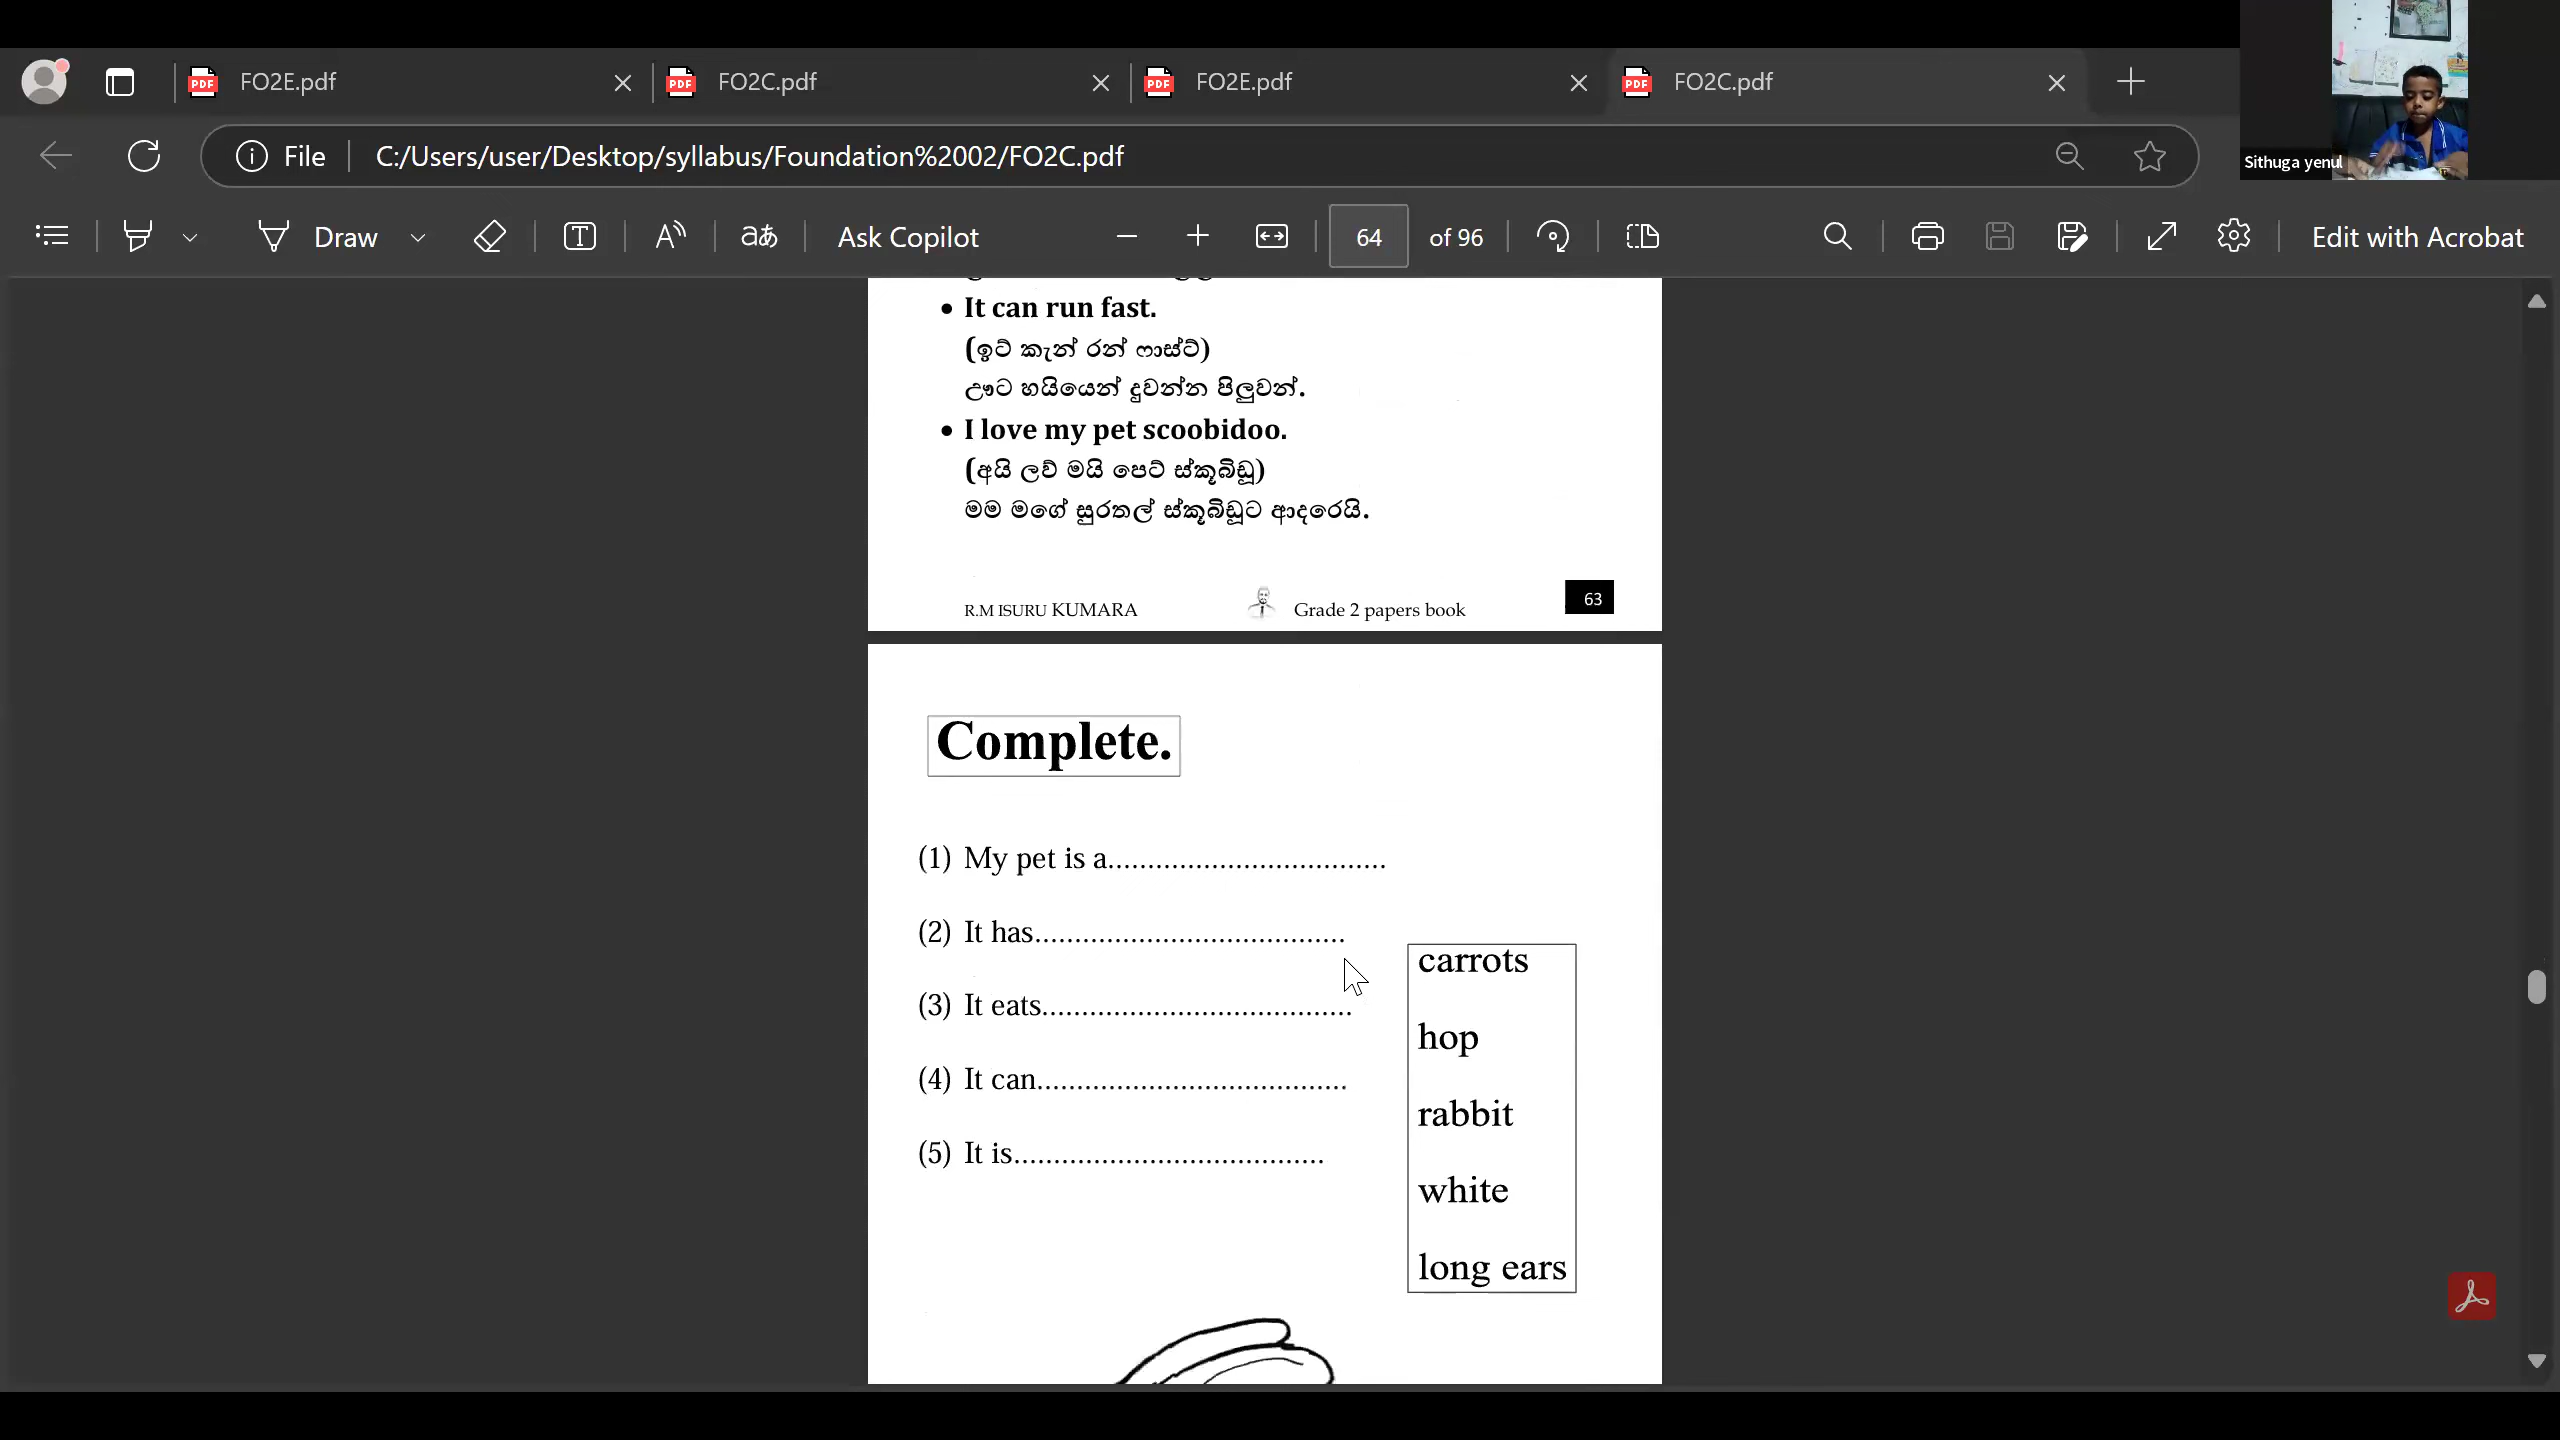 FO2E.pdf
FO2C.pdf
FO2E.pdf
FO2C.pdf
File
C:/Users/user/Desktop/syllabus/Foundation%2002/FO2C.pdf
Sithuga yenul
Draw
Ask Copilot
64 of 96
Edit with Acrobat
• It can run fast.
(ඉට් කැන් රන් ෆාස්ට්)
ඌට හයියෙන් දුවන්න පිලුවන්.
• I love my pet scoobidoo.
(අයි ලව් මයි පෙට් ස්කූබිඩූ)
මම මගේ සුරතල් ස්කූබිඩූට ආදරෙයි.
R.M ISURU KUMARA
Grade 2 papers book
63
Complete.
(1) My pet is a...................................
(2) It has.......................................
(3) It eats.......................................
(4) It can.......................................
(5) It is.......................................
carrots
hop
rabbit
white
long ears